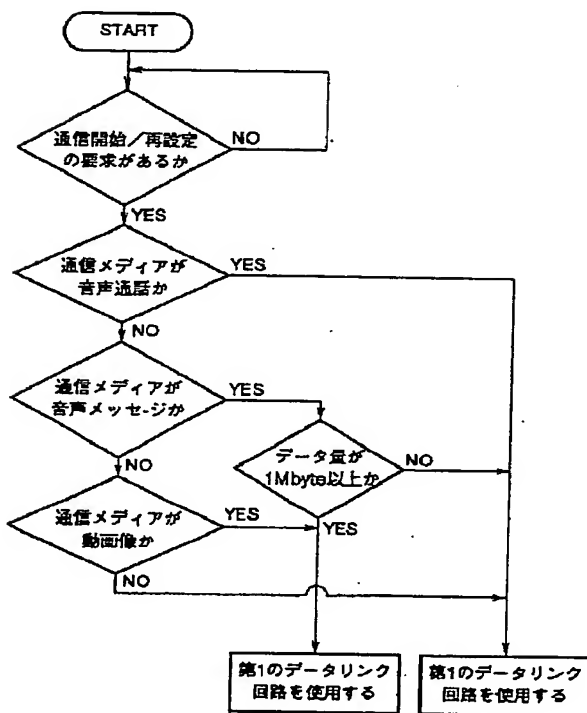 START
通信開始／再設定
の要求があるか
NO
YES
通信メディアが
音声通話か
YES
NO
通信メディアが
音声メッセージか
YES
データ量が
1Mbyte以上か
NO
NO
YES
通信メディアが
動画像か
YES
NO
第1のデータリンク
回路を使用する
第1のデータリンク
回路を使用する